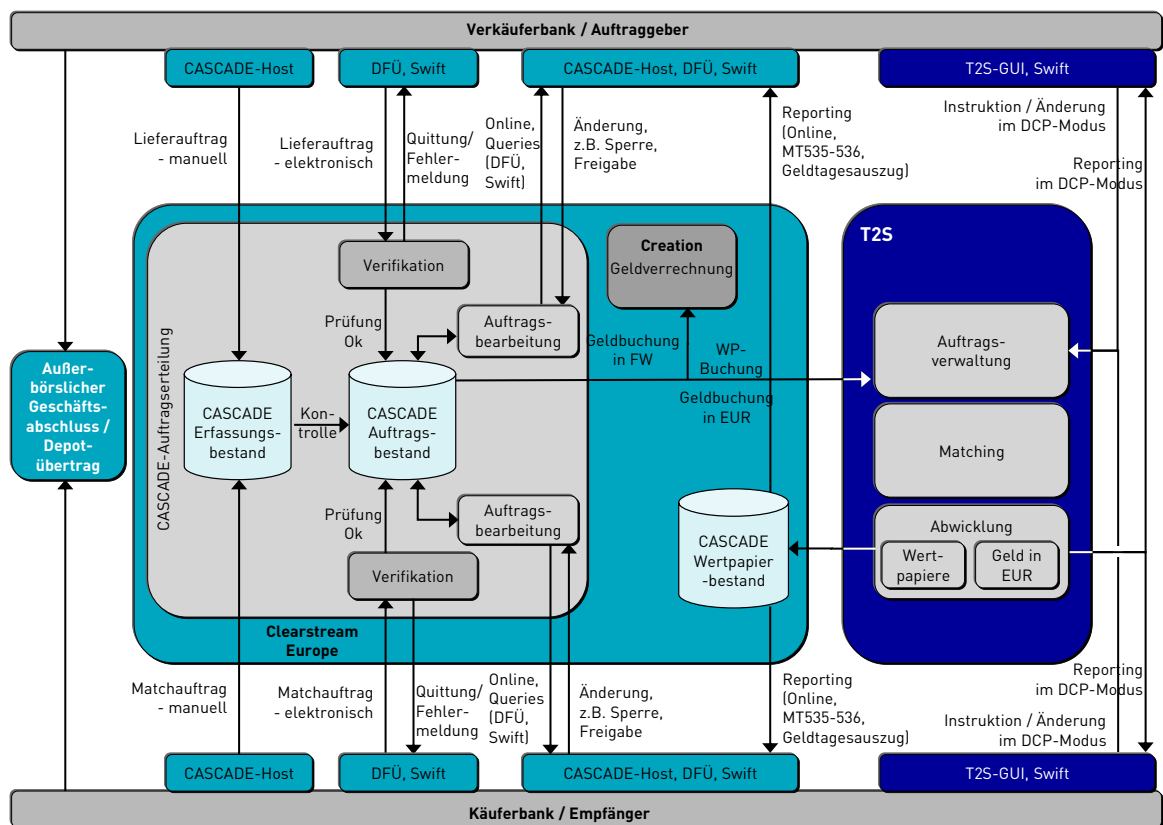 Verkäuferbank / Auftraggeber
CASCADE-Host
DFÜ, Swift
CASCADE-Host, DFÜ, Swift
T2S-GUI, Swift
Lieferauftrag
- manuell
Lieferauftrag
- elektronisch
Quittung/
Fehler-
meldung
Online,
Queries
(DFÜ,
Swift)
Änderung,
z.B. Sperre,
Freigabe
Reporting
(Online,
MT535-536,
Geldtagesauszug)
Instruktion / Änderung
im DCP-Modus
Reporting
im DCP-Modus
Außer-
börslicher
Geschäfts-
abschluss /
Depot-
übertrag
CASCADE-Auftragserteilung
Verifikation
Prüfung
Ok
Auftrags-
bearbeitung
CASCADE
Erfassungs-
bestand
Kon-
trolle
CASCADE
Auftrags-
bestand
Prüfung
Ok
Auftrags-
bearbeitung
Verifikation
Clearstream
Europe
Creation
Geldverrechnung
Geldbuchung
in FW
WP-
Buchung
Geldbuchung
in EUR
CASCADE
Wertpapier
-bestand
T2S
Auftrags-
verwaltung
Matching
Abwicklung
Wert-
papiere
Geld in
EUR
Matchauftrag
- manuell
Matchauftrag
- elektronisch
Quittung/
Fehler-
meldung
Online,
Queries
(DFÜ,
Swift)
Änderung,
z.B. Sperre,
Freigabe
Reporting
(Online,
MT535-536,
Geldtagesauszug)
Reporting
im DCP-Modus
Instruktion / Änderung
im DCP-Modus
CASCADE-Host
DFÜ, Swift
CASCADE-Host, DFÜ, Swift
T2S-GUI, Swift
Käuferbank / Empfänger